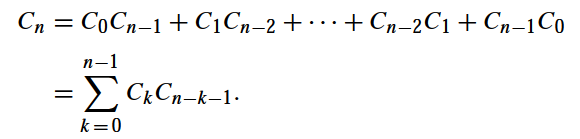 Cₙ = C₀Cₙ₋₁ + C₁Cₙ₋₂ + · · · + Cₙ₋₂C₁ + Cₙ₋₁C₀
= ∑ₖ₌₀ⁿ⁻¹ CₖCₙ₋ₖ₋₁.